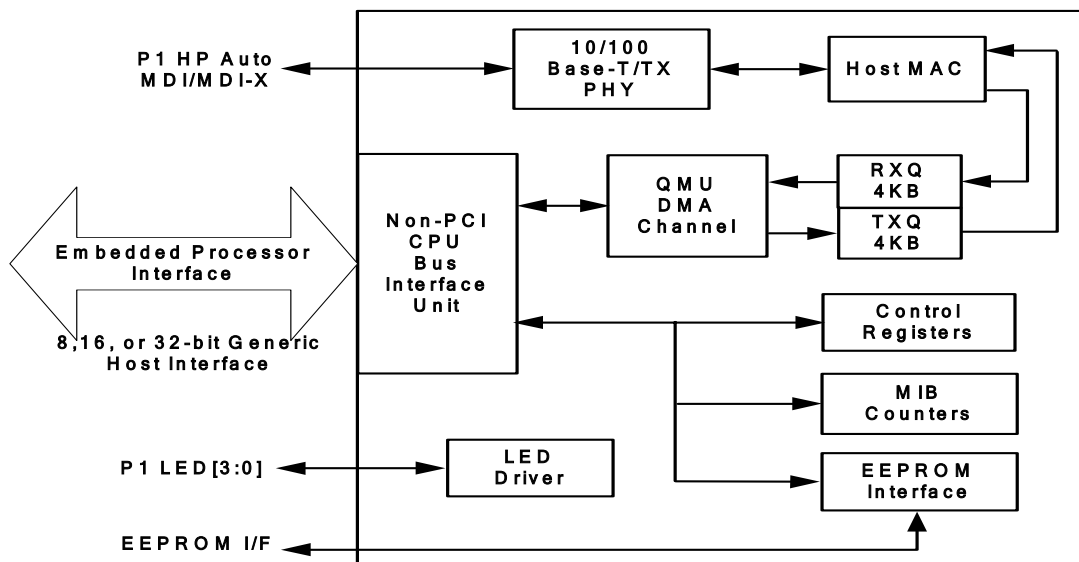 P1 HP Auto
MDI/MDI-X
10/100
Base-T/TX
PHY
Host MAC
RXQ
4KB
TXQ
4KB
QMU
DMA
Channel
Non-PCI
CPU
Bus
Interface
Unit
Embedded Processor
Interface
8,16, or 32-bit Generic
Host Interface
Control
Registers
MIB
Counters
P1 LED[3:0]
LED
Driver
EEPROM
Interface
EEPROM I/F